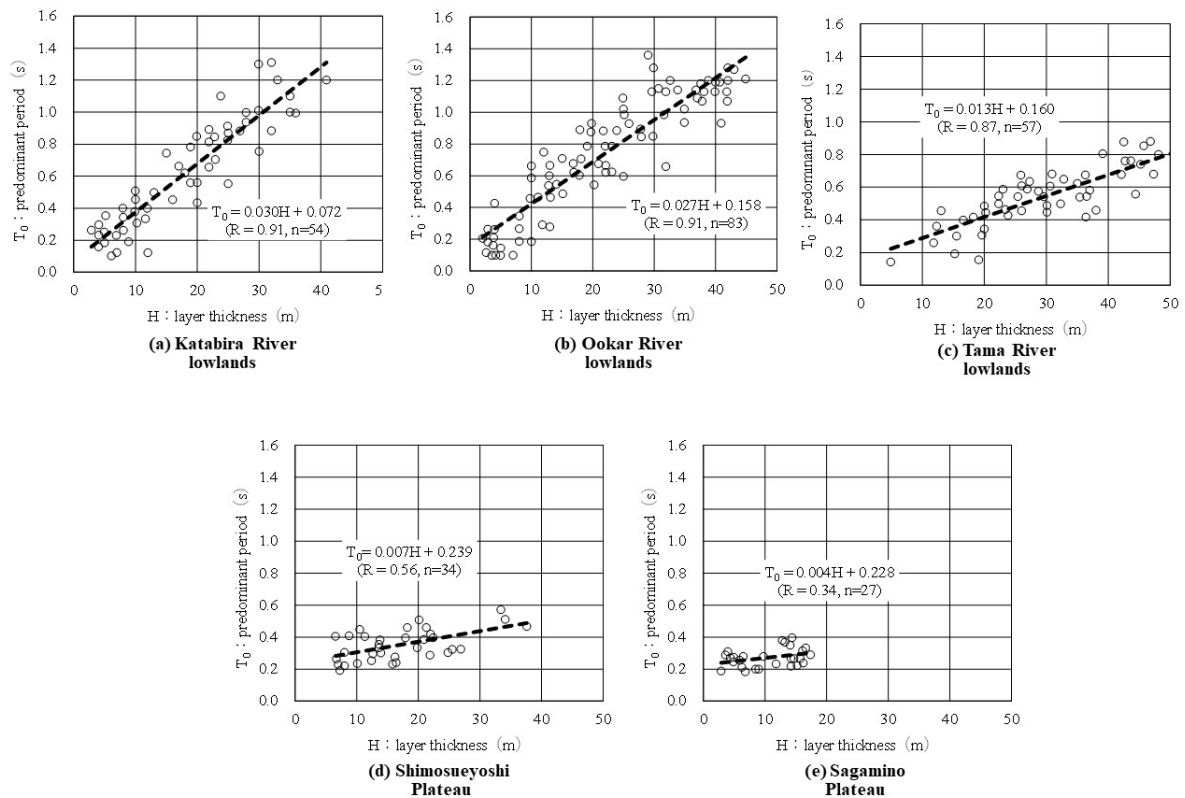 1.6
1.4
1.2
1.0
0.8
0.6
0.4
0.2
0.0
T0 : predominant period (s)
T0 = 0.030H + 0.072
(R = 0.91, n=54)
0 10 20 30 40 5
H : layer thickness (m)
(a) Katabira River
lowlands
1.6
1.4
1.2
1.0
0.8
0.6
0.4
0.2
0.0
T0 : predominant period (s)
T0 = 0.027H + 0.158
(R = 0.91, n=83)
0 10 20 30 40 50
H : layer thickness (m)
(b) Ookar River
lowlands
1.6
1.4
1.2
1.0
0.8
0.6
0.4
0.2
0.0
T0 : predominant period (s)
T0 = 0.013H + 0.160
(R = 0.87, n=57)
0 10 20 30 40 50
H : layer thickness (m)
(c) Tama River
lowlands
1.6
1.4
1.2
1.0
0.8
0.6
0.4
0.2
0.0
T0 : predominant period (s)
T0 = 0.007H + 0.239
(R = 0.56, n=34)
0 10 20 30 40 50
H : layer thickness (m)
(d) Shimosueyoshi
Plateau
1.6
1.4
1.2
1.0
0.8
0.6
0.4
0.2
0.0
T0 : predominant period (s)
T0 = 0.004H + 0.228
(R = 0.34, n=27)
0 10 20 30 40 50
H : layer thickness (m)
(e) Sagamino
Plateau